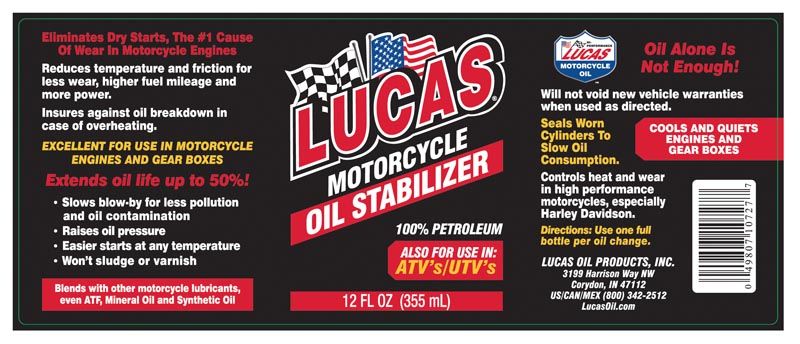 Eliminates Dry Starts, The #1 Cause
Of Wear In Motorcycle Engines
Reduces temperature and friction for
less wear, higher fuel mileage and
more power.
Insures against oil breakdown in
case of overheating.
EXCELLENT FOR USE IN MOTORCYCLE
ENGINES AND GEAR BOXES
Extends oil life up to 50%!
• Slows blow-by for less pollution
and oil contamination
• Raises oil pressure
• Easier starts at any temperature
• Won't sludge or varnish
Blends with other motorcycle lubricants,
even ATF, Mineral Oil and Synthetic Oil
LUCAS®
MOTORCYCLE
OIL STABILIZER
100% PETROLEUM
ALSO FOR USE IN:
ATV's/UTV's
12 FL OZ (355 mL)
PERFORMANCE
LUCAS
MOTORCYCLE
OIL
Oil Alone Is
Not Enough!
Will not void new vehicle warranties
when used as directed.
Seals Worn
Cylinders To
Slow Oil
Consumption.
COOLS AND QUIETS
ENGINES AND
GEAR BOXES
Controls heat and wear
in high performance
motorcycles, especially
Harley Davidson.
Directions: Use one full
bottle per oil change.
LUCAS OIL PRODUCTS, INC.
3199 Harrison Way NW
Corydon, IN 47112
US/CAN/MEX (800) 342-2512
LucasOil.com
0 49807 10727 7